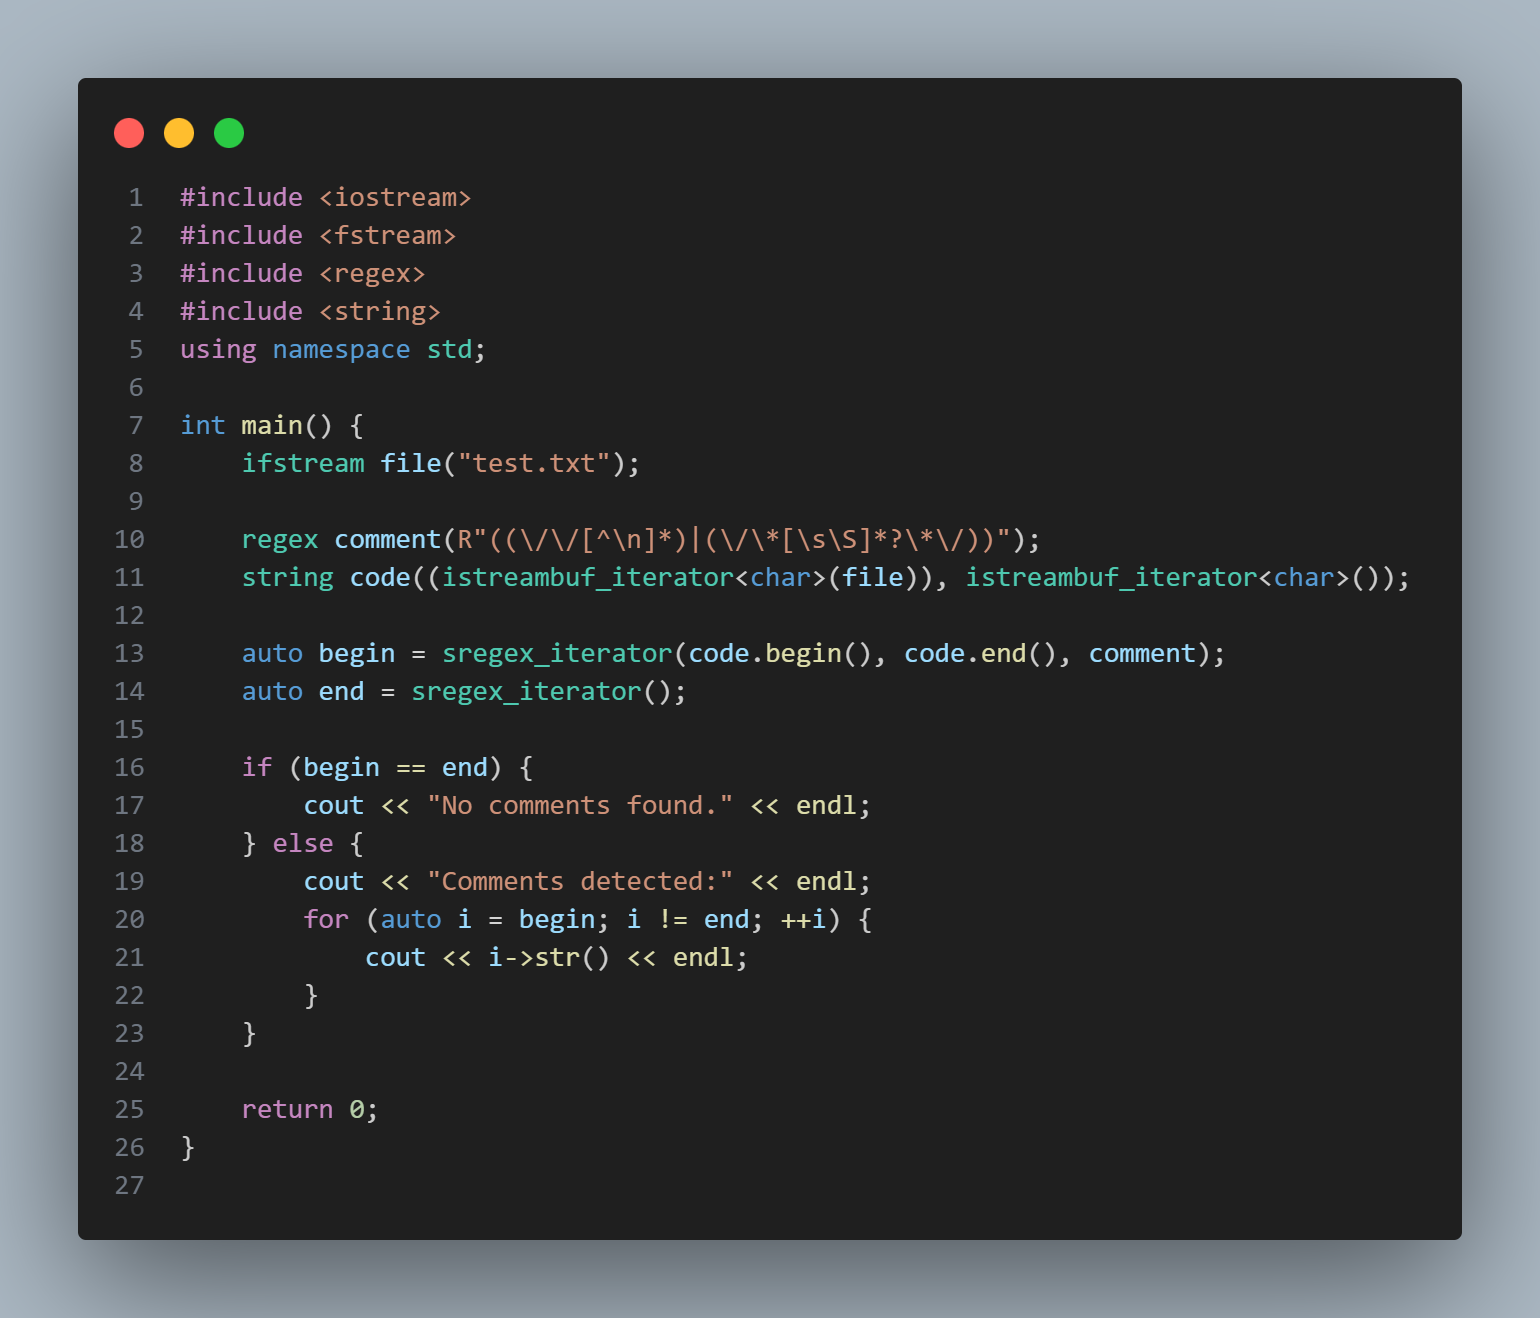 1 #include <iostream>
2 #include <fstream>
3 #include <regex>
4 #include <string>
5 using namespace std;
6
7 int main() {
8     ifstream file("test.txt");
9
10     regex comment(R"((\/\/[^\n]*)|(\/\*[\s\S]*?\*\/))");
11     string code((istreambuf_iterator<char>(file)), istreambuf_iterator<char>());
12
13     auto begin = sregex_iterator(code.begin(), code.end(), comment);
14     auto end = sregex_iterator();
15
16     if (begin == end) {
17         cout << "No comments found." << endl;
18     } else {
19         cout << "Comments detected:" << endl;
20         for (auto i = begin; i != end; ++i) {
21             cout << i->str() << endl;
22         }
23     }
24
25     return 0;
26 }
27